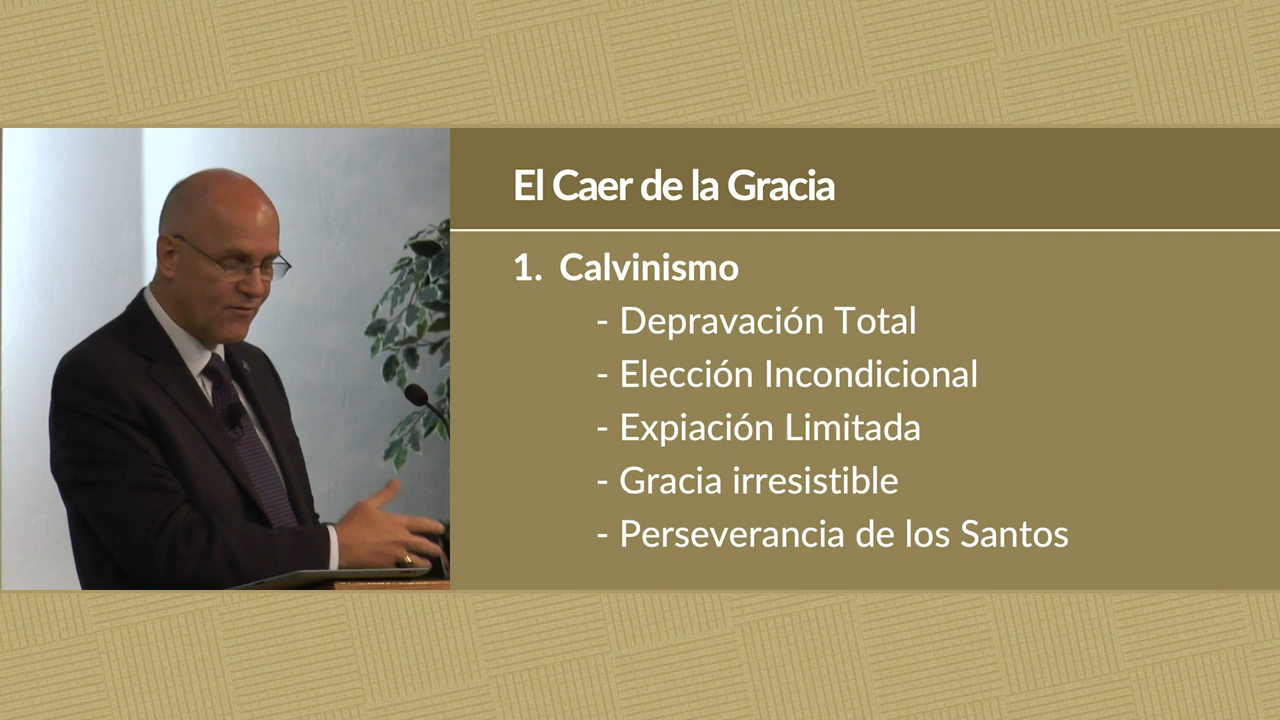 El Caer de la Gracia
1. Calvinismo
- Depravación Total
- Elección Incondicional
- Expiación Limitada
- Gracia irresistible
- Perseverancia de los Santos